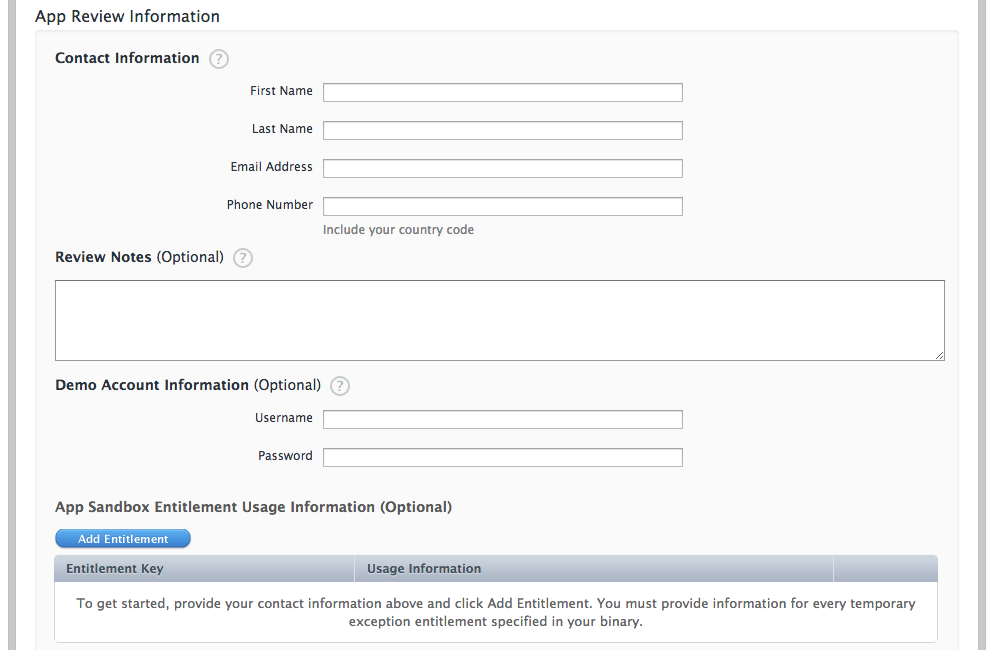 App Review Information
Contact Information ?
First Name
Last Name
Email Address
Phone Number
Include your country code
Review Notes (Optional) ?
Demo Account Information (Optional) ?
Username
Password
App Sandbox Entitlement Usage Information (Optional)
Add Entitlement
Entitlement Key Usage Information
To get started, provide your contact information above and click Add Entitlement. You must provide information for every temporary
exception entitlement specified in your binary.